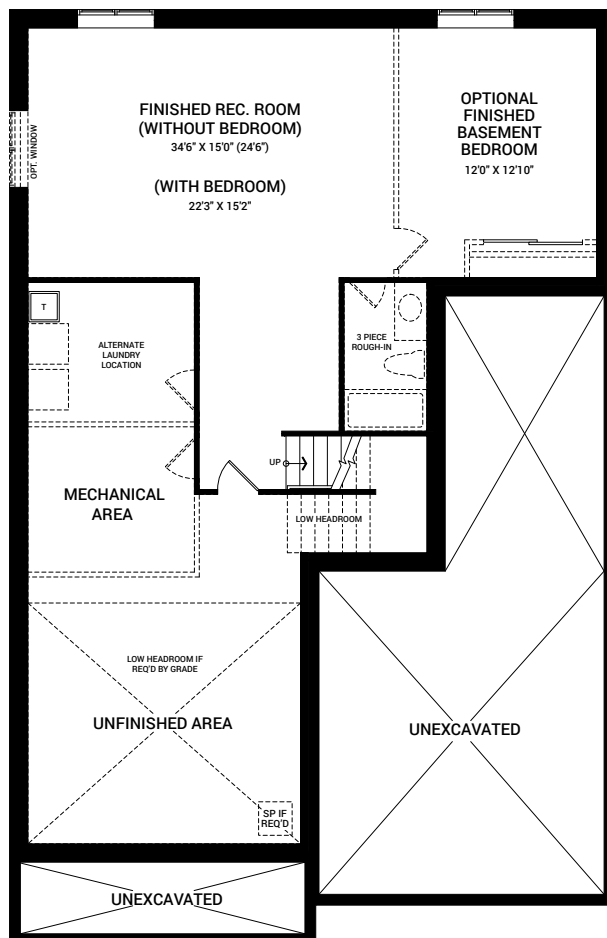 FINISHED REC. ROOM
(WITHOUT BEDROOM)
34'6" X 15'0" (24'6")
(WITH BEDROOM)
22'3" X 15'2"
OPTIONAL
FINISHED
BASEMENT
BEDROOM
12'0" X 12'10"
OPT. WINDOW
T
ALTERNATE
LAUNDRY
LOCATION
3 PIECE
ROUGH-IN
UP
MECHANICAL
AREA
LOW HEADROOM
LOW HEADROOM IF
REQ'D BY GRADE
UNFINISHED AREA
UNEXCAVATED
SP IF
REQ'D
UNEXCAVATED